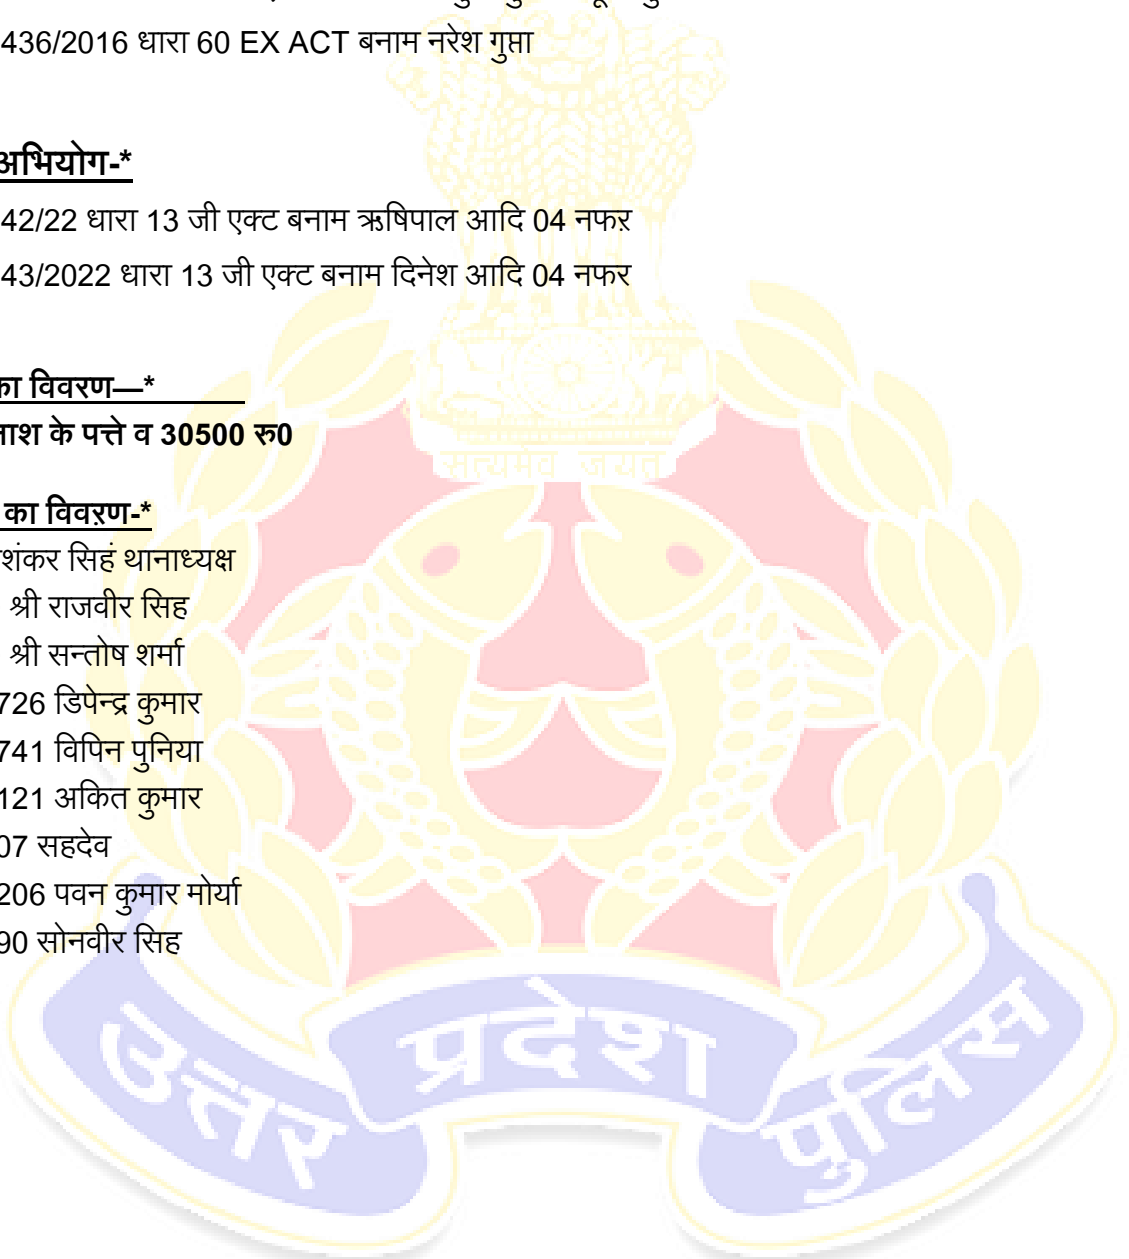 436/2016 धारा 60 EX ACT बनाम नरेश गुप्ता
अभियोग-*
42/22 धारा 13 जी एक्ट बनाम ऋषिपाल आदि 04 नफऱ
43/2022 धारा 13 जी एक्ट बनाम दिनेश आदि 04 नफर
का विवरण—*
ताश के पत्ते व 30500 रु0
का विवऱण-*
शंकर सिहं थानाध्यक्ष
श्री राजवीर सिह
श्री सन्तोष शर्मा
726 डिपेन्द्र कुमार
741 विपिन पुनिया
121 अकित कुमार
07 सहदेव
206 पवन कुमार मोर्या
90 सोनवीर सिह
सत्यमेव जयते
उत्तर प्रदेश पुलिस